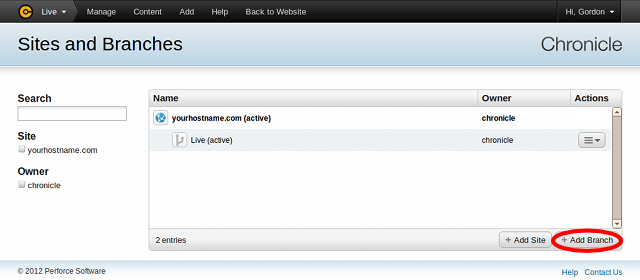 Live Manage Content Add Help Back to Website Hi, Gordon
Sites and Branches Chronicle
Search
Site
yourhostname.com
Owner
chronicle
Name Owner Actions
yourhostname.com (active) chronicle
Live (active) chronicle
2 entries + Add Site + Add Branch
© 2012 Perforce Software Help Contact Us